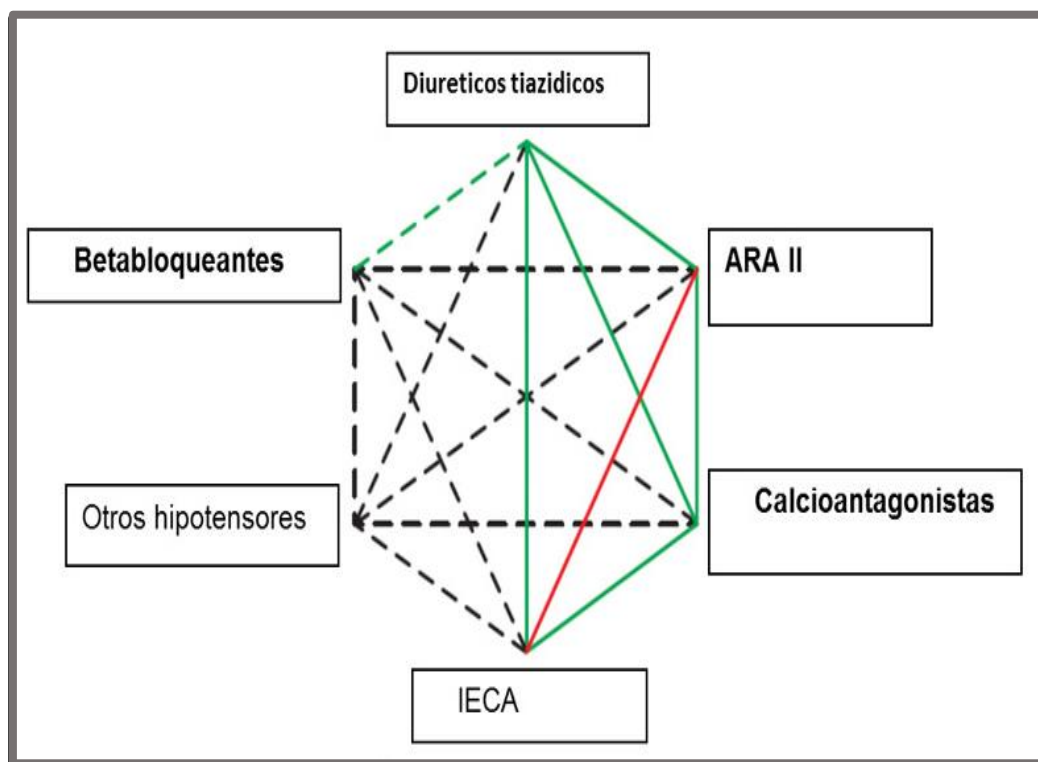 Diureticos tiazidicos
Betabloqueantes
ARA II
Otros hipotensores
Calcioantagonistas
IECA